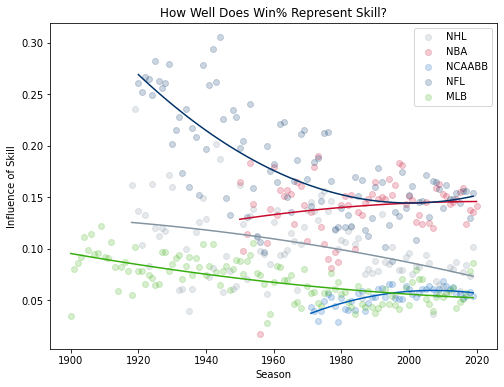 How Well Does Win% Represent Skill?
NHL
NBA
NCAABB
NFL
MLB
Influence of Skill
0.30
0.25
0.20
0.15
0.10
0.05
1900
1920
1940
1960
1980
2000
2020
Season